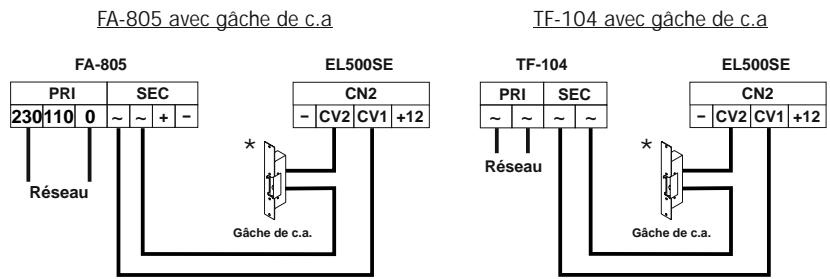 FA-805 avec gâche de c.a
TF-104 avec gâche de c.a
FA-805
EL500SE
PRI SEC
CN2
230 110 0 ~ ~ + −
− CV2 CV1 +12
*
Réseau
Gâche de c.a.
TF-104
EL500SE
PRI SEC
CN2
~ ~ ~ ~
− CV2 CV1 +12
*
Réseau
Gâche de c.a.